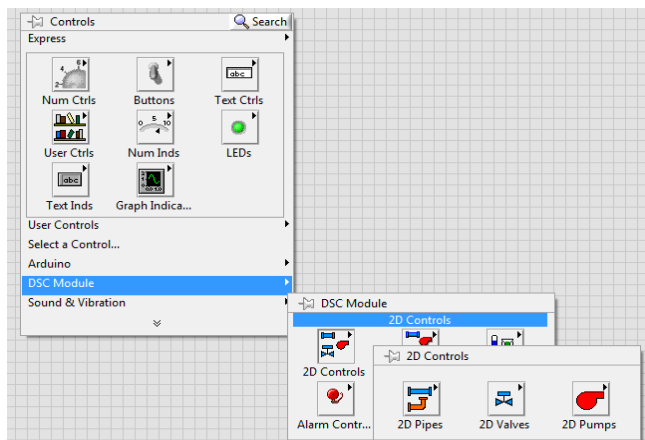 Controls
Search
Express
Num Ctrls
Buttons
Text Ctrls
User Ctrls
Num Inds
LEDs
Text Inds
Graph Indica...
User Controls
Select a Control...
Arduino
DSC Module
Sound & Vibration
DSC Module
2D Controls
2D Controls
Alarm Contr...
2D Controls
2D Pipes
2D Valves
2D Pumps